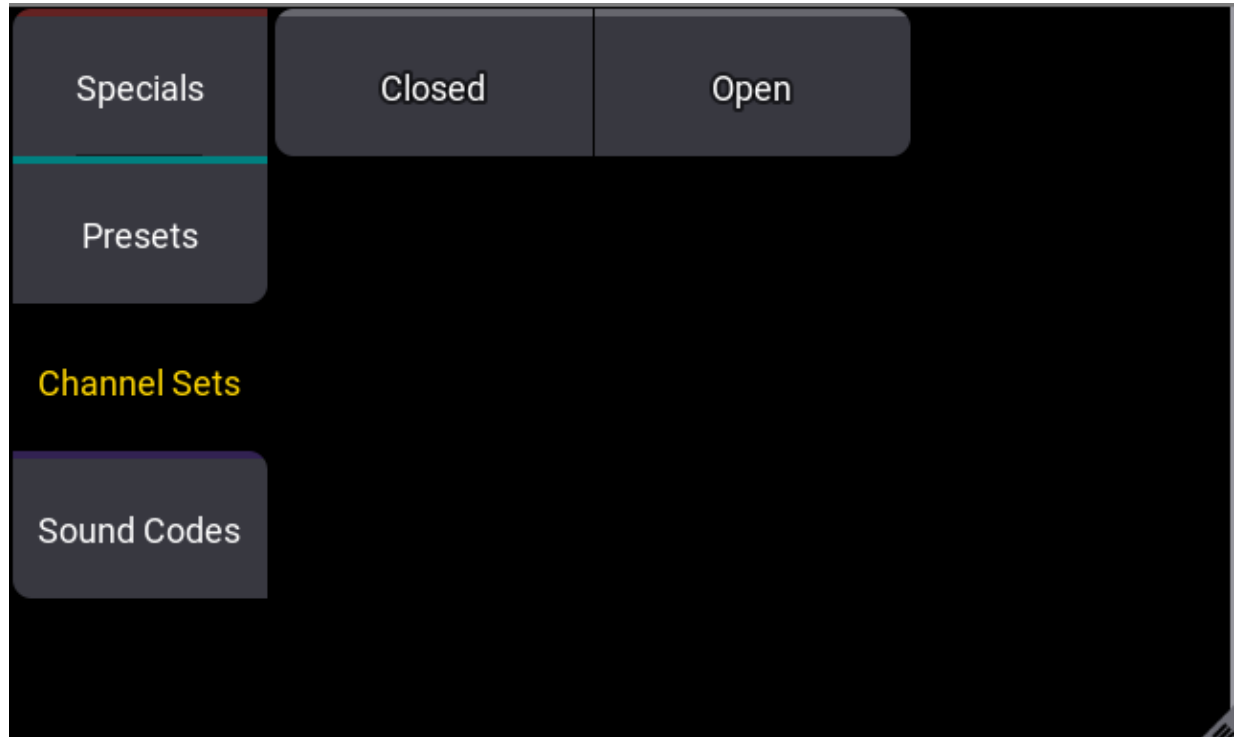 Specials
Closed
Open
Presets
Channel Sets
Sound Codes